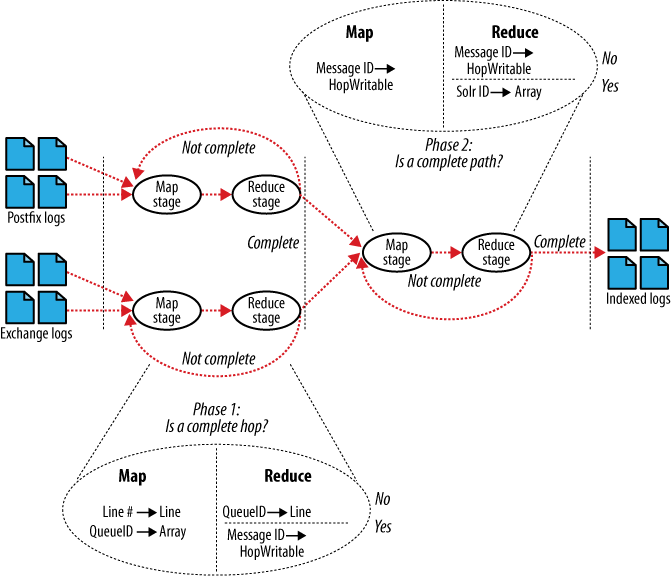 Map
Reduce
Message ID→
HopWritable
Message ID→
HopWritable
No
Solr ID→Array
Yes
Phase 2:
Is a complete path?
Not complete
Map
stage
Reduce
stage
Postfix logs
Complete
Map
stage
Reduce
stage
Complete
Not complete
Indexed logs
Map
stage
Reduce
stage
Exchange logs
Not complete
Phase 1:
Is a complete hop?
Map
Reduce
Line #→Line
QueueID→Array
QueueID→Line
No
Message ID→
HopWritable
Yes